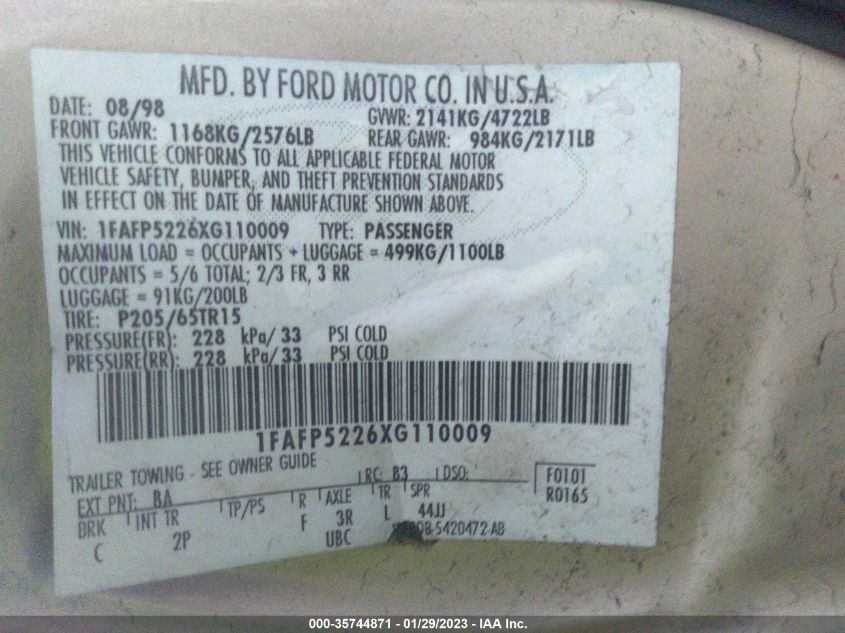 MFD. BY FORD MOTOR CO. IN U.S.A.
DATE: 08/98 GVWR: 2141KG/4722LB
FRONT GAWR: 1168KG/2576LB REAR GAWR: 984KG/2171LB
THIS VEHICLE CONFORMS TO ALL APPLICABLE FEDERAL MOTOR
VEHICLE SAFETY, BUMPER, AND THEFT PREVENTION STANDARDS
IN EFFECT ON THE DATE OF MANUFACTURE SHOWN ABOVE.
VIN: 1FAFP5226XG110009 TYPE: PASSENGER
MAXIMUM LOAD = OCCUPANTS + LUGGAGE = 499KG/1100LB
OCCUPANTS = 5/6 TOTAL; 2/3 FR, 3 RR
LUGGAGE = 91KG/200LB
TIRE: P205/65TR15
PRESSURE(FR): 228 kPa/33 PSI COLD
PRESSURE(RR): 228 kPa/33 PSI COLD
1FAFP5226XG110009
TRAILER TOWING - SEE OWNER GUIDE
EXT PNT: BA RC: B3 DSO: F0101
R0165
BRK INT TR TP/PS R AXLE TR SPR
C 2P F 3R L 44JJ
UBC 5420472-AB
000-35744871 - 01/29/2023 - IAA Inc.